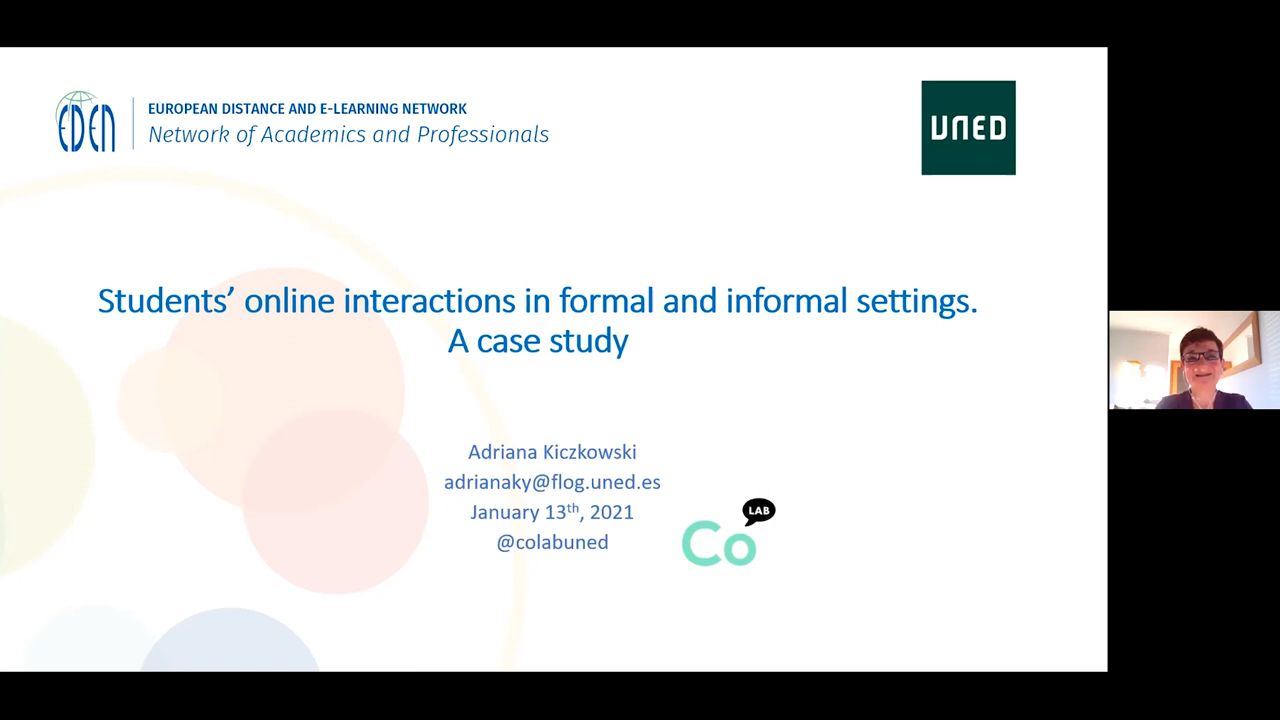 EDEN
EUROPEAN DISTANCE AND E-LEARNING NETWORK
Network of Academics and Professionals
UNED
Students’ online interactions in formal and informal settings.
A case study
Adriana Kiczkowski
adrianaky@flog.uned.es
January 13th, 2021
@colabuned
Co LAB